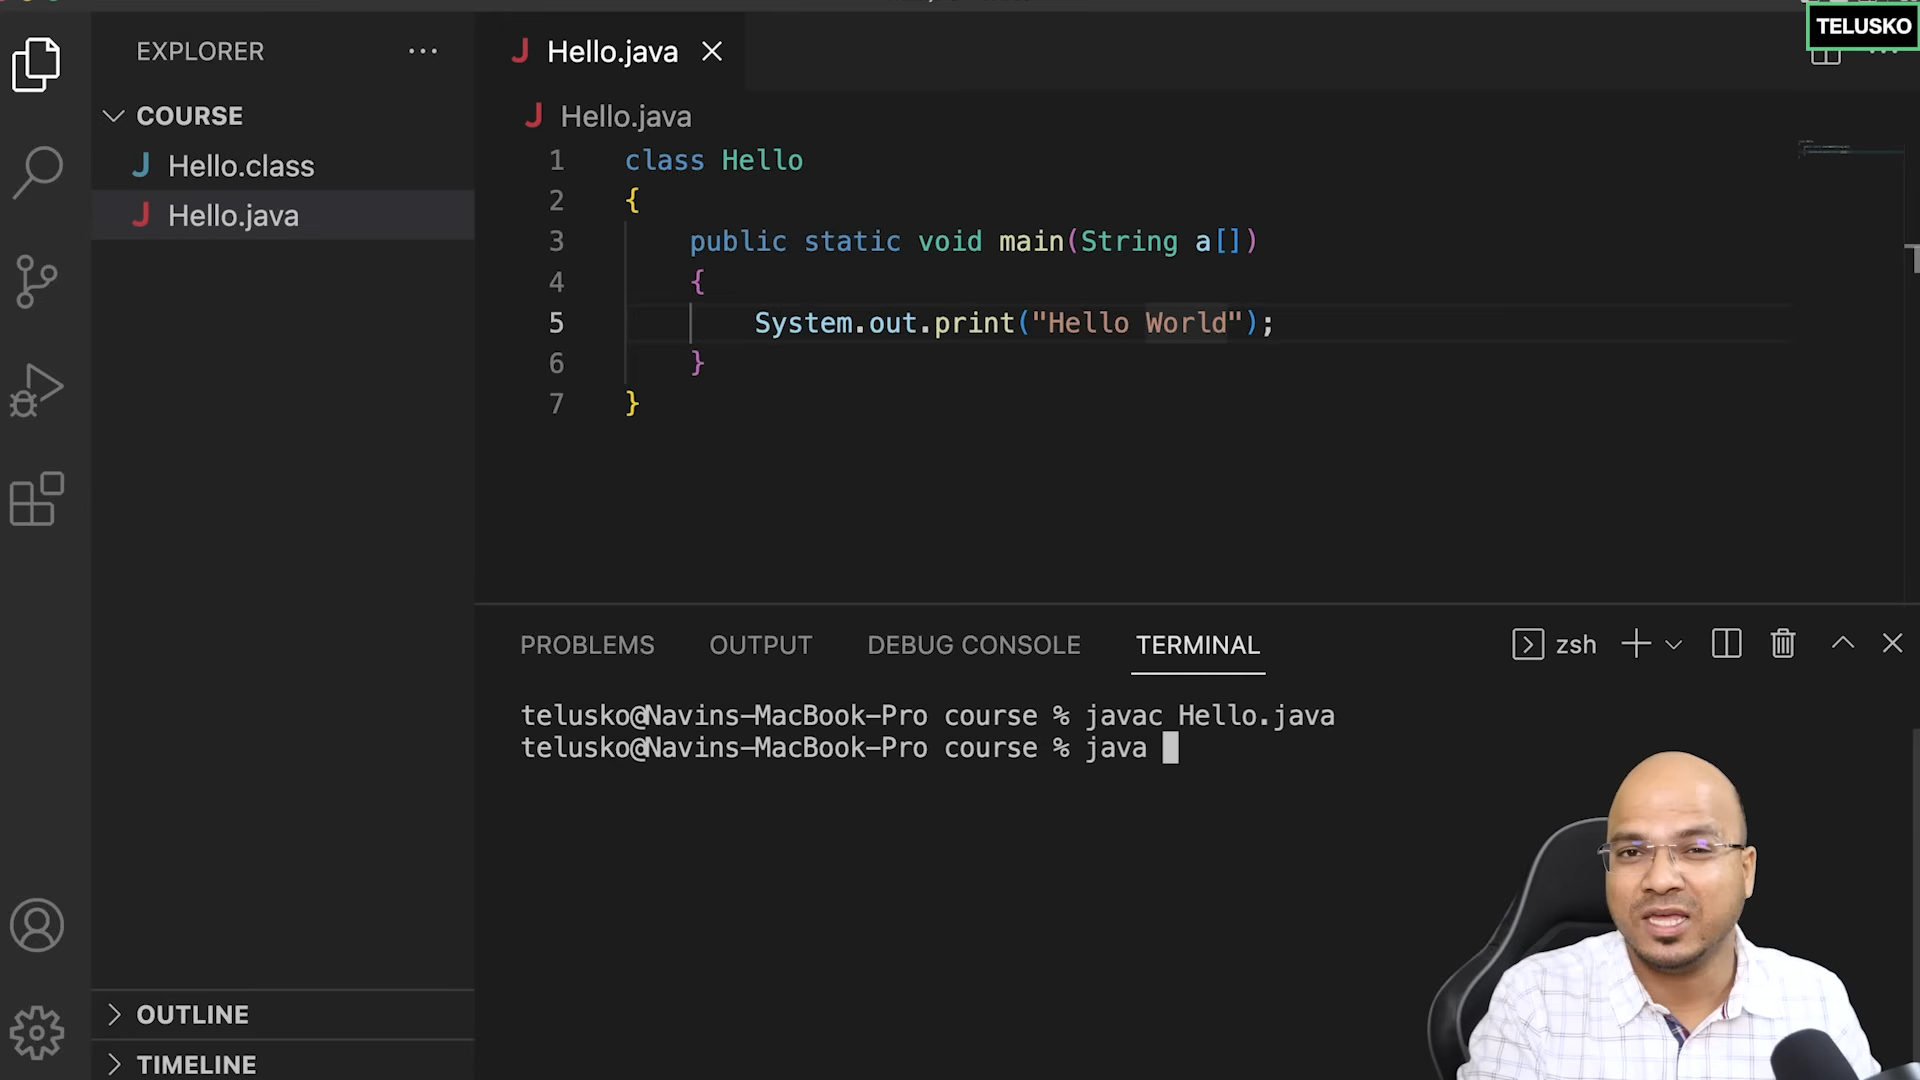 TELUSKO
EXPLORER
COURSE
Hello.class
Hello.java
Hello.java
Hello.java
1 class Hello
2 {
3 public static void main(String a[])
4 {
5 System.out.print("Hello World");
6 }
7 }
PROBLEMS OUTPUT DEBUG CONSOLE TERMINAL
zsh
telusko@Navins-MacBook-Pro course % javac Hello.java
telusko@Navins-MacBook-Pro course % java
OUTLINE
TIMELINE